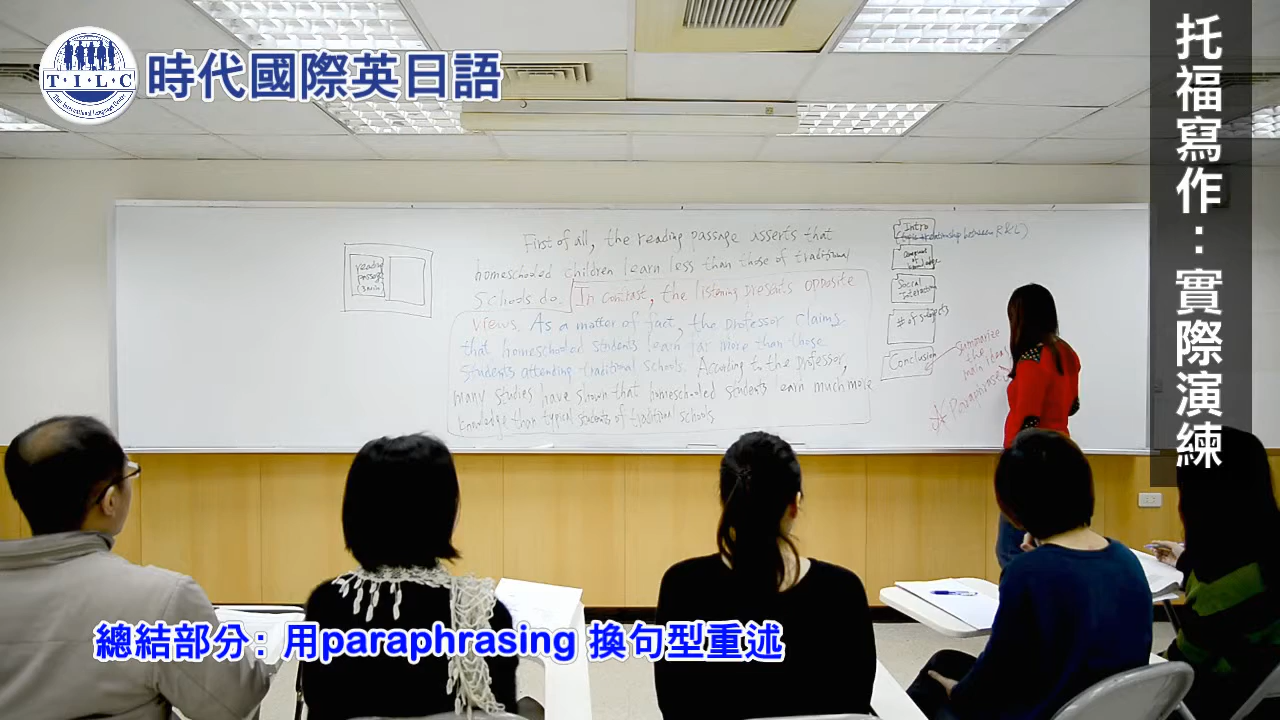 T·I·L·C
時代國際英日語
托福寫作:實際演練
First of all, the reading passage asserts that
homeschooled children learn less than those of traditional
schools do. In contrast, the listening presents opposite
views. As a matter of fact, the professor claims
that homeschooled students learn far more than those
students attending traditional schools. According to the professor,
many studies have shown that homeschooled students learn much more
knowledge than typical students of traditional schools
reading
passage
Intro
relationship between R&L)
Social
Interaction
# of subjects
Conclusion
summarize
the
main ideas
* Paraphrase
總結部分: 用paraphrasing 換句型重述